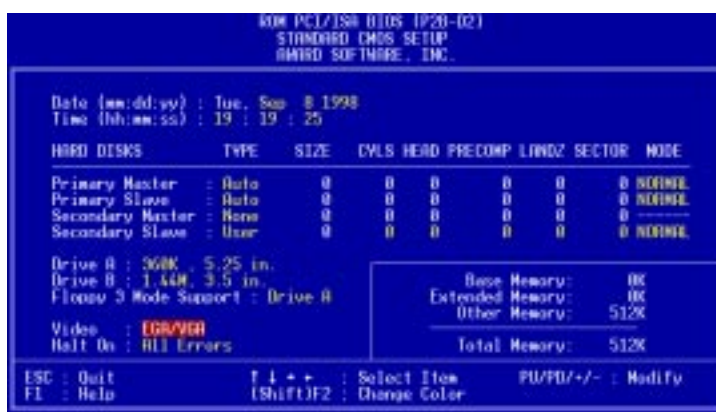 ROM PCI/ISA BIOS (P2B-02)
STANDARD CMOS SETUP
AWARD SOFTWARE, INC.
Date (mm:dd:yy) : Tue, Sep 8 1998
Time (hh:mm:ss) : 19 : 19 : 25
HARD DISKS TYPE SIZE CYLS HEAD PRECOMP LANDZ SECTOR MODE
Primary Master : Auto 0 0 0 0 0 0 NORMAL
Primary Slave : Auto 0 0 0 0 0 0 NORMAL
Secondary Master : None 0 0 0 0 0 0 ------
Secondary Slave : User 0 0 0 0 0 0 NORMAL
Drive A : 360K , 5.25 in.
Drive B : 1.44M, 3.5 in.
Floppy 3 Mode Support : Drive A
Video : EGA/VGA
Halt On : All Errors
Base Memory: 0K
Extended Memory: 0K
Other Memory: 512K
Total Memory: 512K
ESC : Quit ↑ ↓ → ← : Select Item PU/PD/+/- : Modify
F1 : Help (Shift)F2 : Change Color